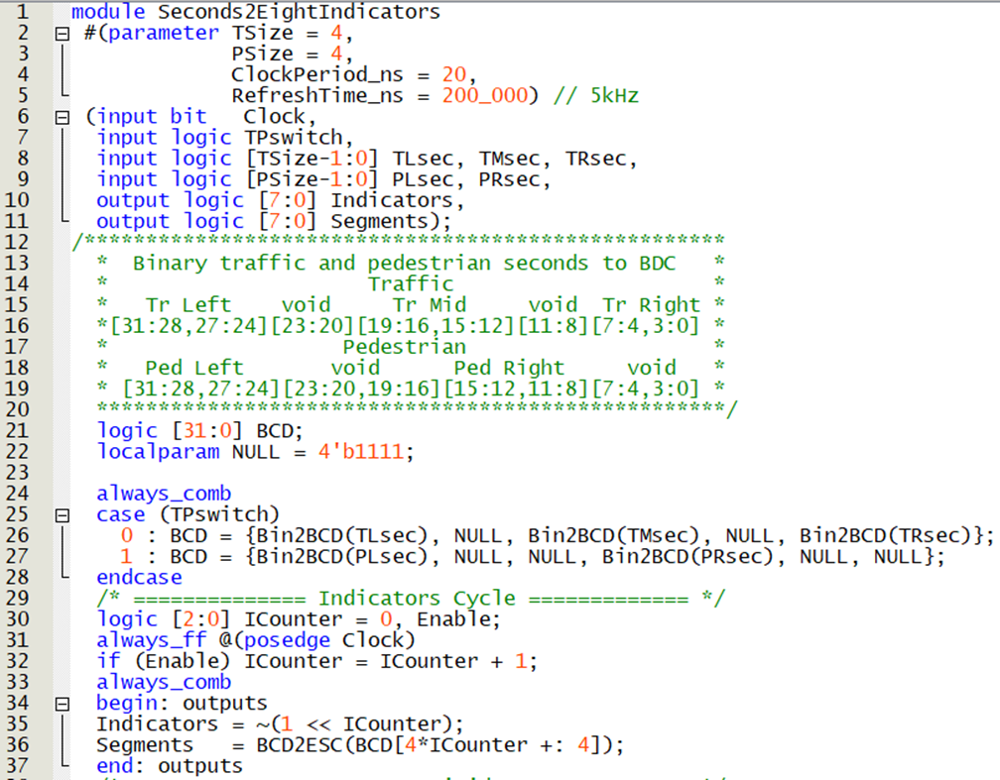 1 module Seconds2EightIndicators
2 #(parameter TSize = 4,
3 PSize = 4,
4 ClockPeriod_ns = 20,
5 RefreshTime_ns = 200_000) // 5kHz
6 (input bit Clock,
7 input logic TPswitch,
8 input logic [TSize-1:0] TLsec, TMsec, TRsec,
9 input logic [PSize-1:0] PLsec, PRsec,
10 output logic [7:0] Indicators,
11 output logic [7:0] Segments);
12 /***************************************************
13 * Binary traffic and pedestrian seconds to BDC *
14 * Traffic *
15 * Tr Left void Tr Mid void Tr Right *
16 *[31:28,27:24][23:20][19:16,15:12][11:8][7:4,3:0] *
17 * Pedestrian *
18 * Ped Left void Ped Right void *
19 * [31:28,27:24][23:20,19:16][15:12,11:8][7:4,3:0] *
20 ***************************************************/
21 logic [31:0] BCD;
22 localparam NULL = 4'b1111;
23
24 always_comb
25 case (TPswitch)
26 0 : BCD = {Bin2BCD(TLsec), NULL, Bin2BCD(TMsec), NULL, Bin2BCD(TRsec)};
27 1 : BCD = {Bin2BCD(PLsec), NULL, NULL, Bin2BCD(PRsec), NULL, NULL};
28 endcase
29 /* ============== Indicators Cycle ============= */
30 logic [2:0] ICounter = 0, Enable;
31 always_ff @(posedge Clock)
32 if (Enable) ICounter = ICounter + 1;
33 always_comb
34 begin: outputs
35 Indicators = ~(1 << ICounter);
36 Segments = BCD2ESC(BCD[4*ICounter +: 4]);
37 end: outputs